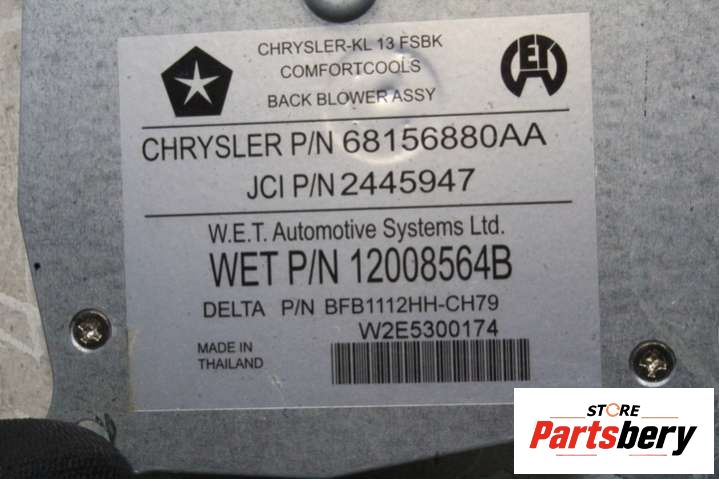 CHRYSLER-KL 13 FSBK
COMFORTCOOLS
BACK BLOWER ASSY
WET
CHRYSLER P/N 68156880AA
JCI P/N 2445947
W.E.T. Automotive Systems Ltd.
WET P/N 12008564B
DELTA P/N BFB1112HH-CH79
W2E5300174
MADE IN
THAILAND
STORE
Partsbery